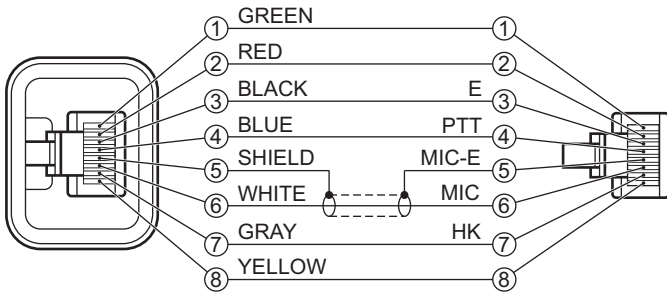 ① GREEN ①
② RED ②
③ BLACK E ③
④ BLUE PTT ④
⑤ SHIELD MIC-E ⑤
⑥ WHITE MIC ⑥
⑦ GRAY HK ⑦
⑧ YELLOW ⑧